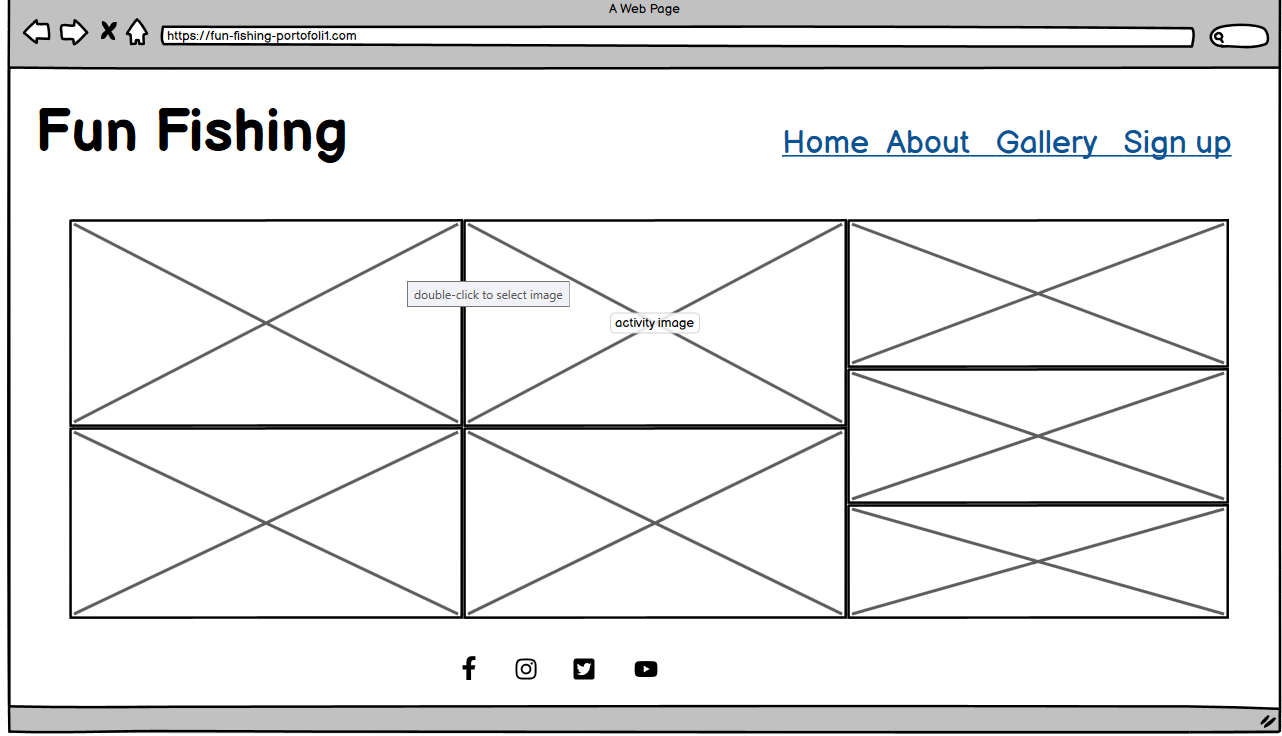 A Web Page
https://fun-fishing-portofoli1.com
Fun Fishing
Home About Gallery Sign up
double-click to select image
activity image